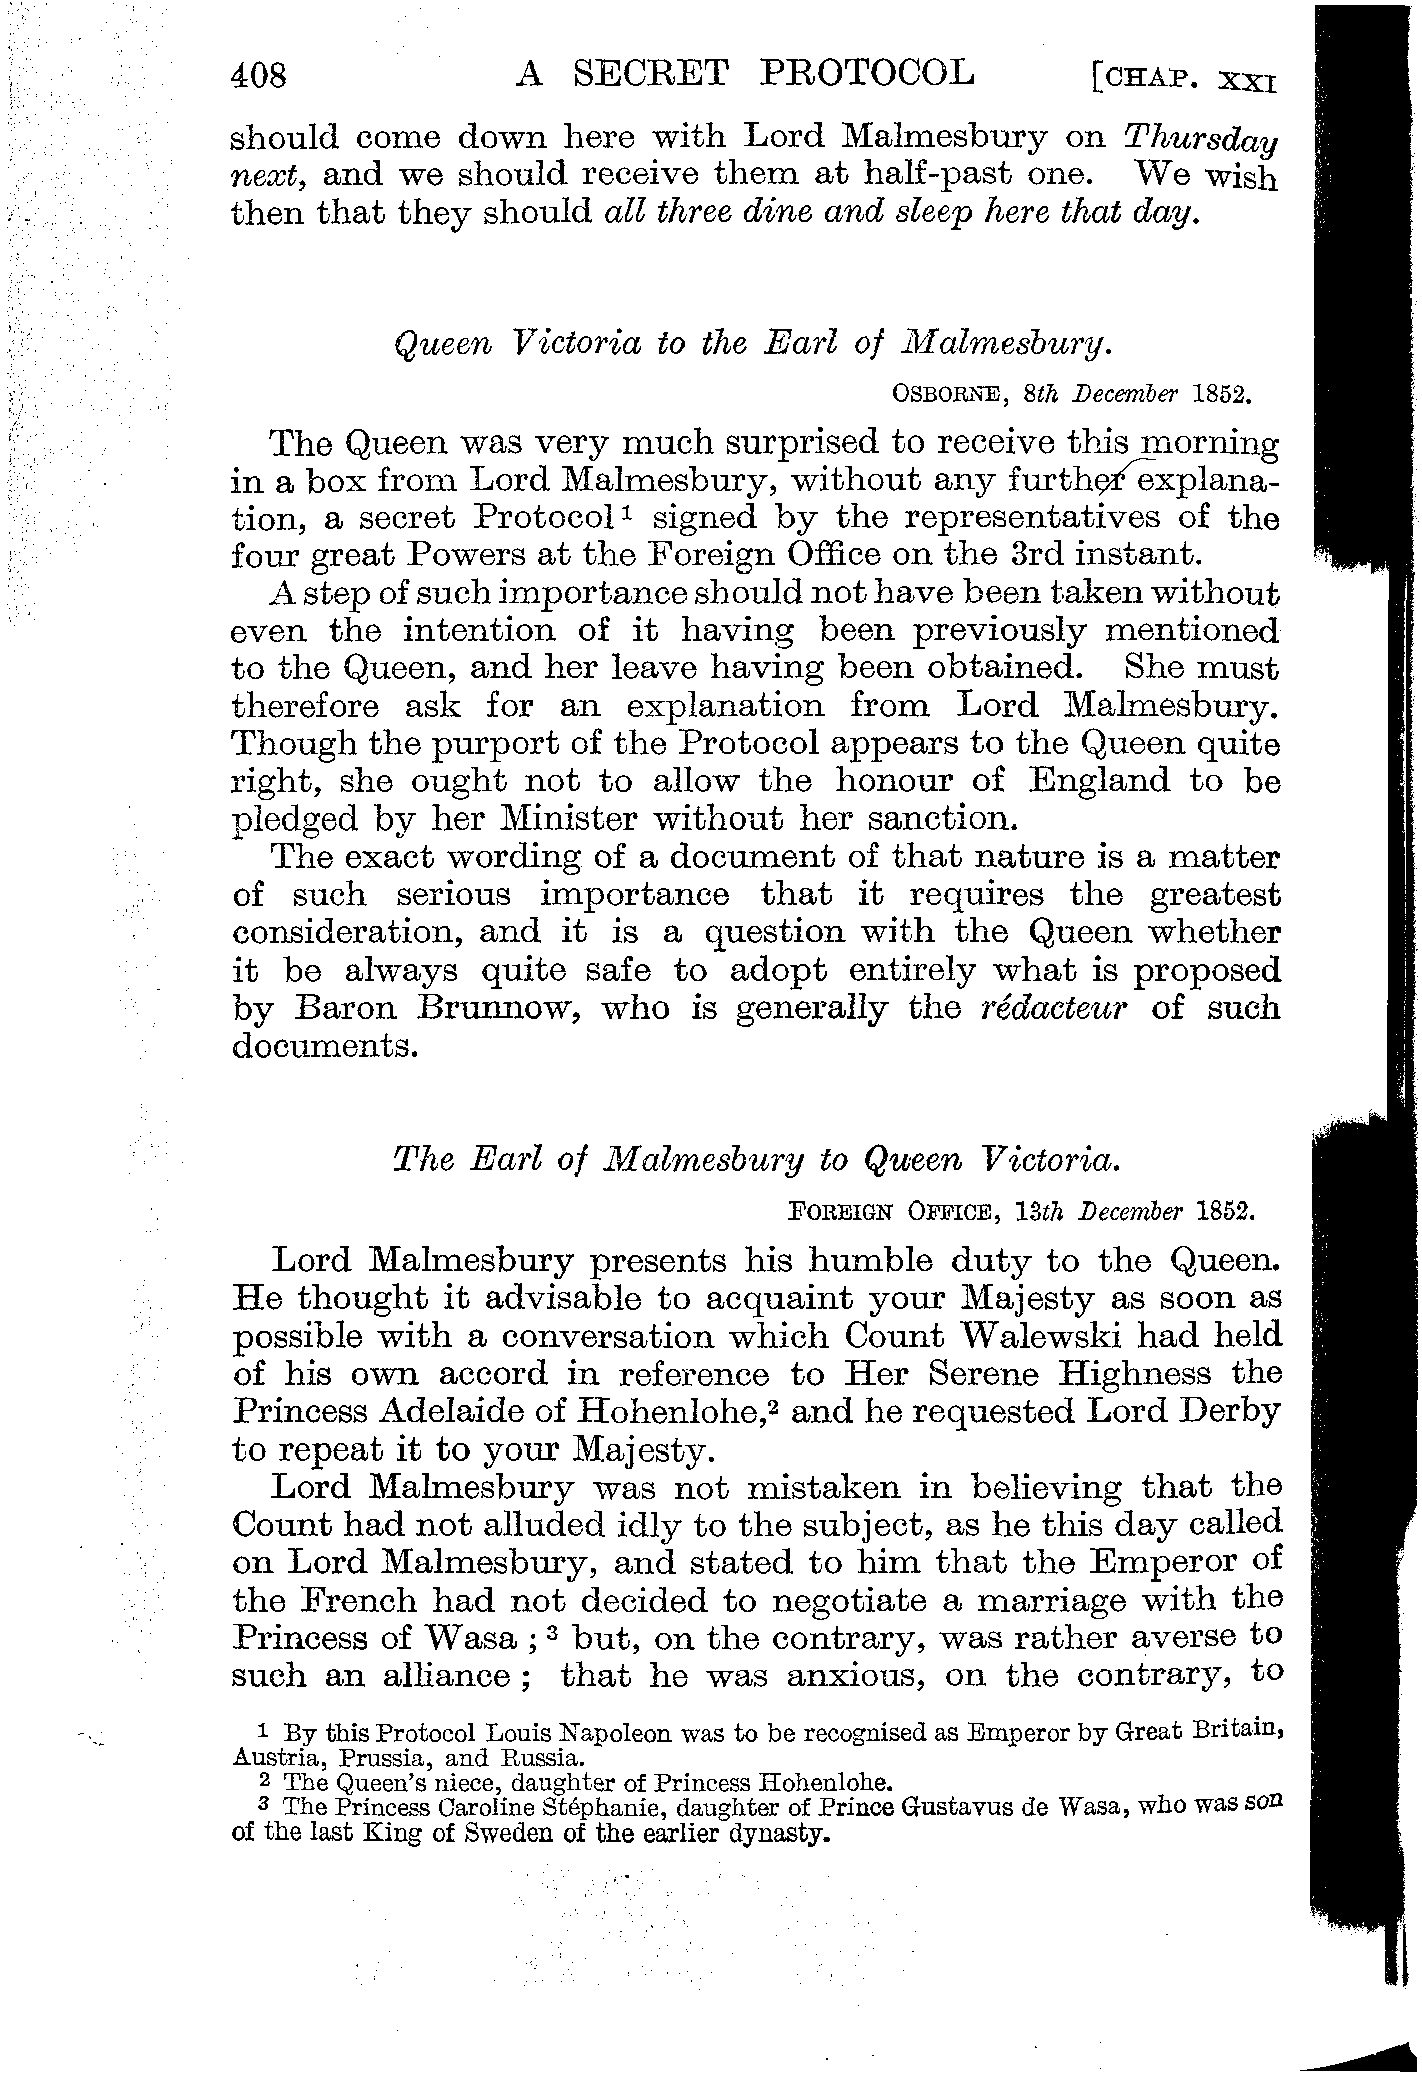 408 A SECRET PROTOCOL [CHAP. XXI
should come down here with Lord Malmesbury on Thursday
next, and we should receive them at half-past one. We wish
then that they should all three dine and sleep here that day.
Queen Victoria to the Earl of Malmesbury.
OSBORNE, 8th December 1852.
The Queen was very much surprised to receive this morning
in a box from Lord Malmesbury, without any further explana-
tion, a secret Protocol¹ signed by the representatives of the
four great Powers at the Foreign Office on the 3rd instant.
A step of such importance should not have been taken without
even the intention of it having been previously mentioned
to the Queen, and her leave having been obtained. She must
therefore ask for an explanation from Lord Malmesbury.
Though the purport of the Protocol appears to the Queen quite
right, she ought not to allow the honour of England to be
pledged by her Minister without her sanction.
The exact wording of a document of that nature is a matter
of such serious importance that it requires the greatest
consideration, and it is a question with the Queen whether
it be always quite safe to adopt entirely what is proposed
by Baron Brunnow, who is generally the rédacteur of such
documents.
The Earl of Malmesbury to Queen Victoria.
FOREIGN OFFICE, 13th December 1852.
Lord Malmesbury presents his humble duty to the Queen.
He thought it advisable to acquaint your Majesty as soon as
possible with a conversation which Count Walewski had held
of his own accord in reference to Her Serene Highness the
Princess Adelaide of Hohenlohe,² and he requested Lord Derby
to repeat it to your Majesty.
Lord Malmesbury was not mistaken in believing that the
Count had not alluded idly to the subject, as he this day called
on Lord Malmesbury, and stated to him that the Emperor of
the French had not decided to negotiate a marriage with the
Princess of Wasa ;³ but, on the contrary, was rather averse to
such an alliance ; that he was anxious, on the contrary, to
1 By this Protocol Louis Napoleon was to be recognised as Emperor by Great Britain,
Austria, Prussia, and Russia.
2 The Queen's niece, daughter of Princess Hohenlohe.
3 The Princess Caroline Stéphanie, daughter of Prince Gustavus de Wasa, who was son
of the last King of Sweden of the earlier dynasty.